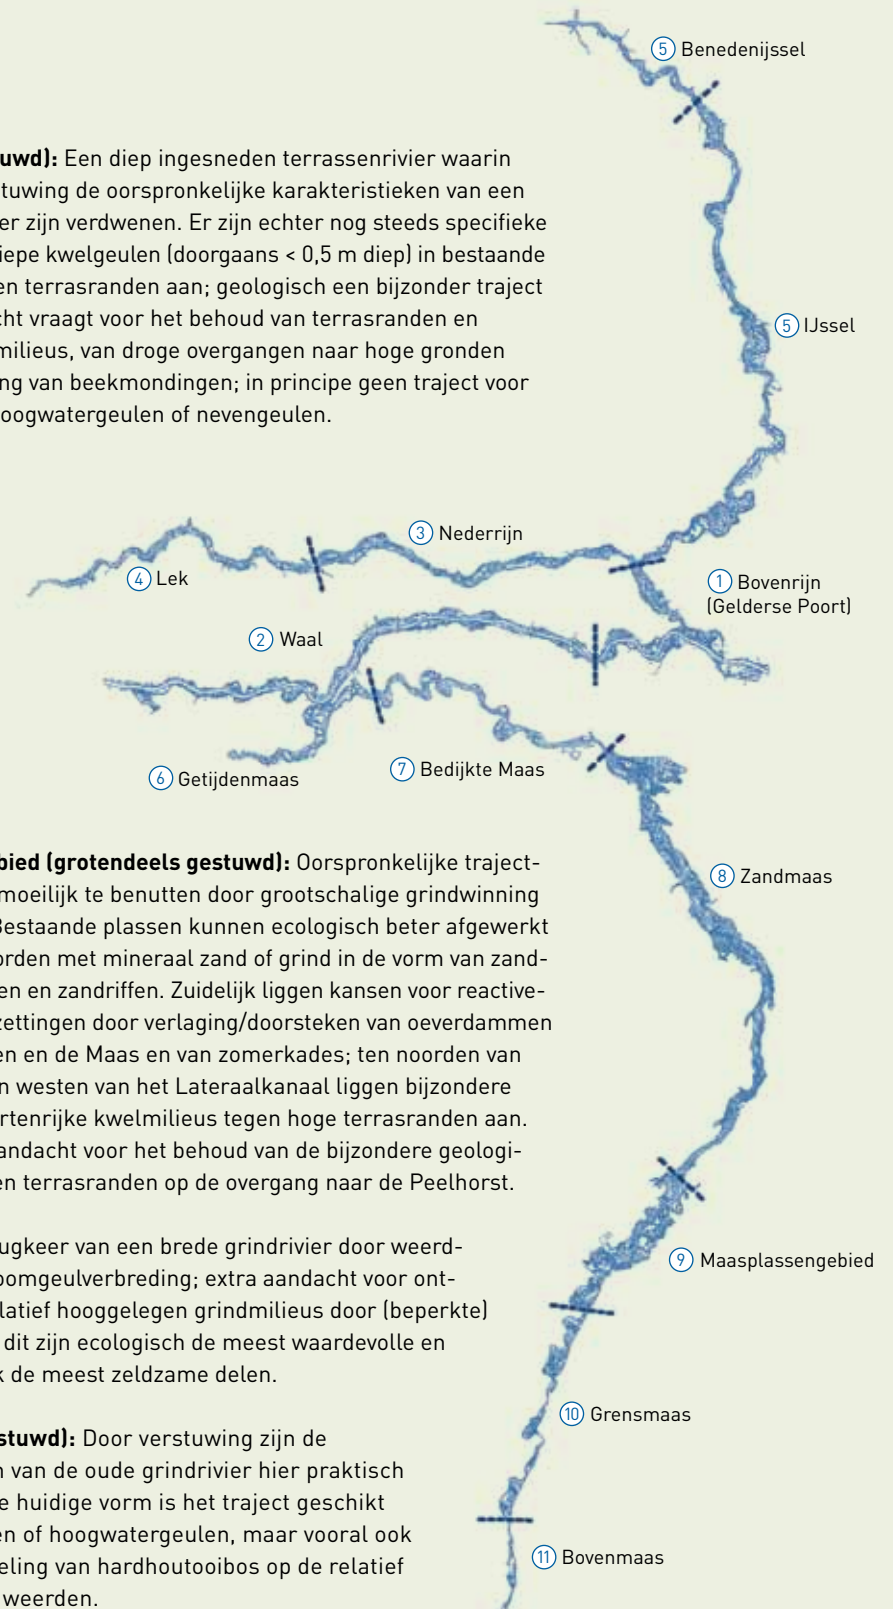 5 Benedenijssel
uwd): Een diep ingesneden terrassenrivier waarin
tuwing de oorspronkelijke karakteristieken van een
er zijn verdwenen. Er zijn echter nog steeds specifieke
iepe kwelgeulen (doorgaans < 0,5 m diep) in bestaande
en terrasranden aan; geologisch een bijzonder traject
cht vraagt voor het behoud van terrasranden en
milieus, van droge overgangen naar hoge gronden
ng van beekmondingen; in principe geen traject voor
oogwatergeulen of nevengeulen.
5 IJssel
3 Nederrijn
4 Lek
1 Bovenrijn
(Gelderse Poort)
2 Waal
6 Getijdenmaas
7 Bedijkte Maas
8 Zandmaas
bied (grotendeels gestuwd): Oorspronkelijke traject-
moeilijk te benutten door grootschalige grindwinning
Bestaande plassen kunnen ecologisch beter afgewerkt
orden met mineraal zand of grind in de vorm van zand-
en en zandriffen. Zuidelijk liggen kansen voor reactive-
zettingen door verlaging/doorsteken van oeverdammen
en en de Maas en van zomerkades; ten noorden van
n westen van het Lateraalkanaal liggen bijzondere
rtenrijke kwelmilieus tegen hoge terrasranden aan.
andacht voor het behoud van de bijzondere geologi-
en terrasranden op de overgang naar de Peelhorst.
ugkeer van een brede grindrivier door weerd-
oomgeulverbreding; extra aandacht voor ont-
latief hooggelegen grindmilieus door (beperkte)
dit zijn ecologisch de meest waardevolle en
k de meest zeldzame delen.
9 Maasplassengebied
10 Grensmaas
stuwd): Door verstuwing zijn de
n van de oude grindrivier hier praktisch
e huidige vorm is het traject geschikt
en of hoogwatergeulen, maar vooral ook
eling van hardhoutooibos op de relatief
weerden.
11 Bovenmaas